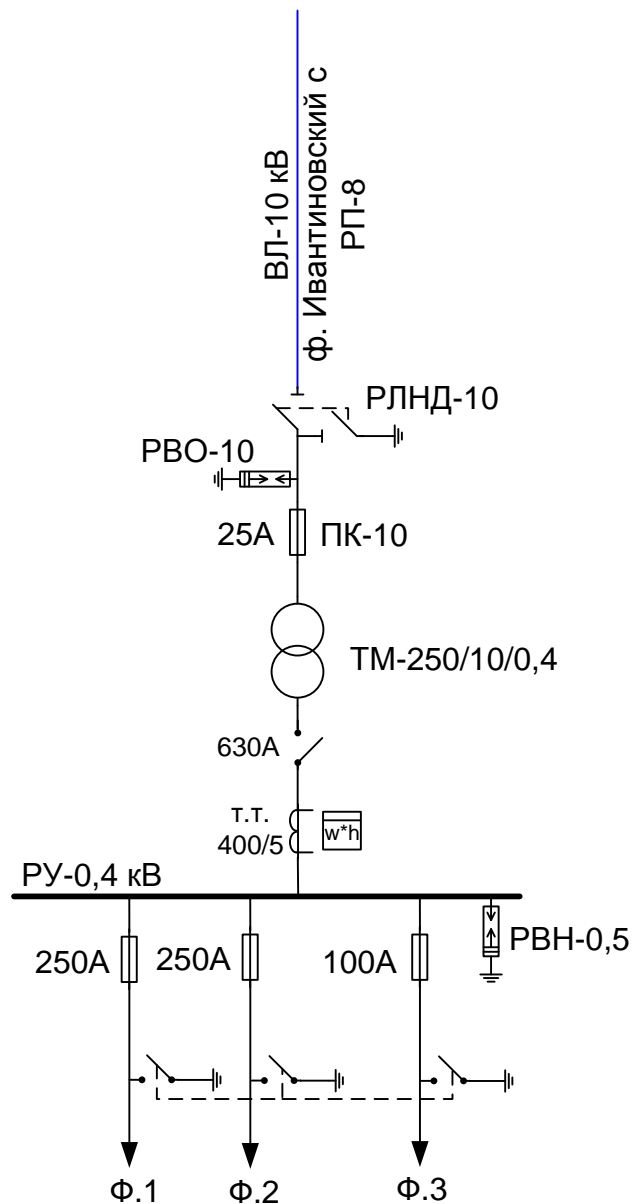 ВЛ-10 кВ
ф. Ивантиновский с
РП-8
РЛНД-10
РВО-10
25А
ПК-10
ТМ-250/10/0,4
630А
т.т.
400/5
w*h
РУ-0,4 кВ
250А
250А
100А
РВН-0,5
Ф.1
Ф.2
Ф.3